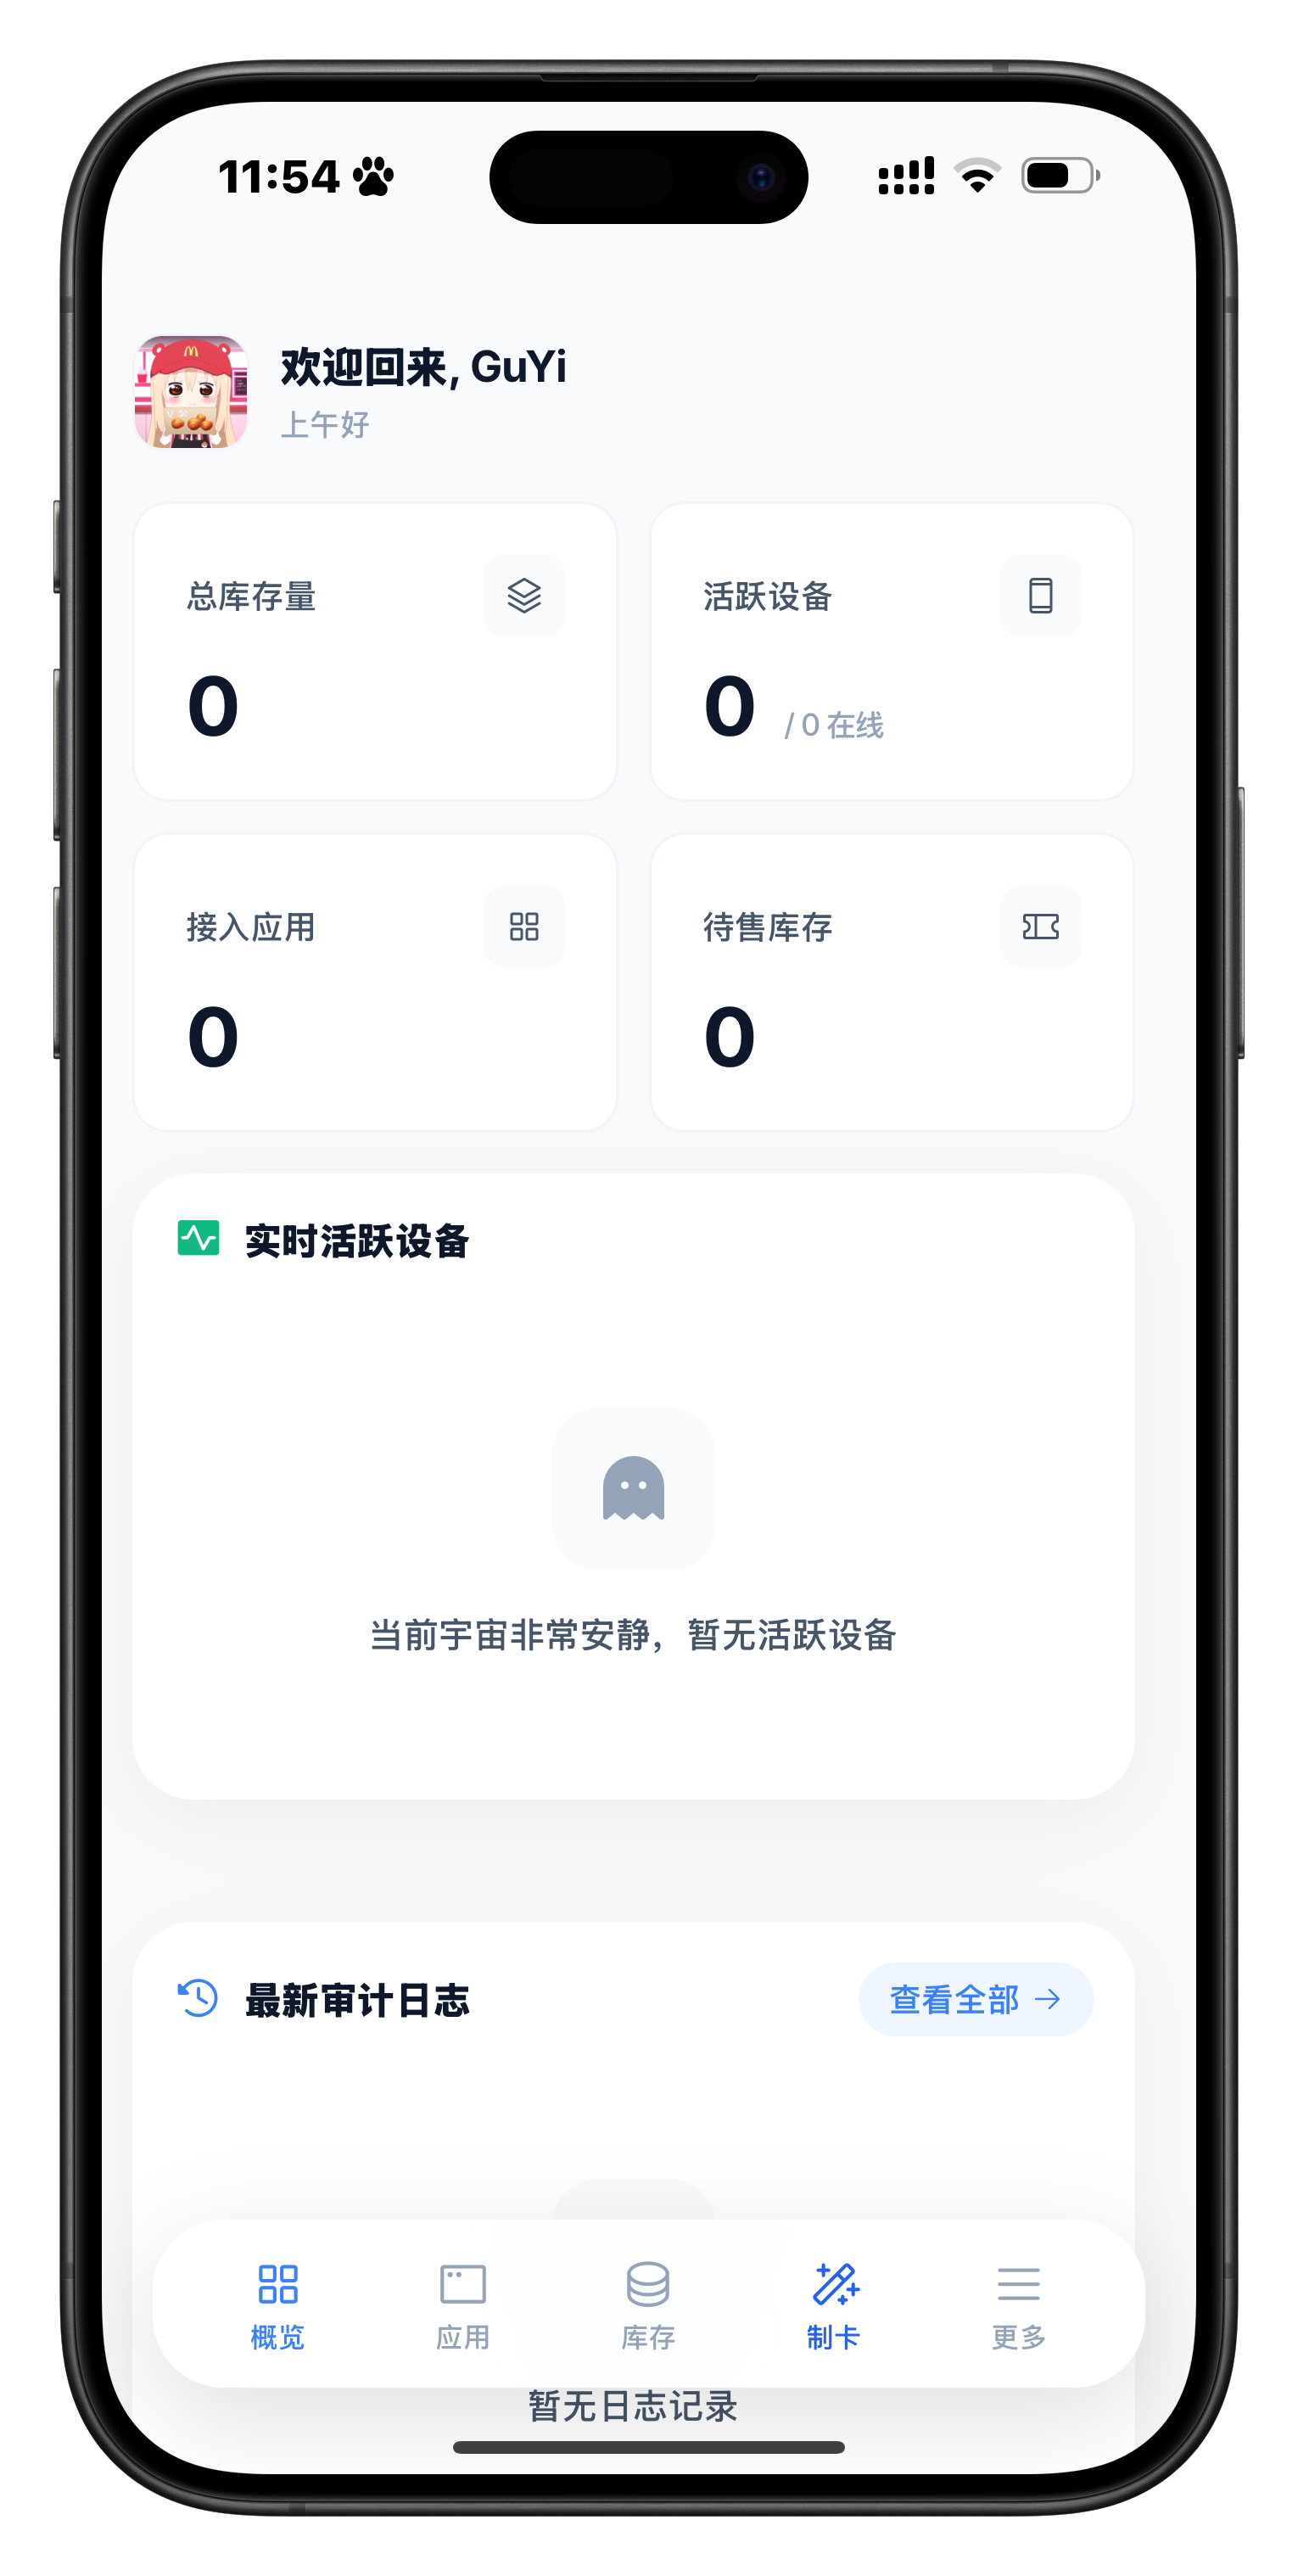 11:54
欢迎回来, GuYi
上午好
总库存量
0
活跃设备
0 / 0 在线
接入应用
0
待售库存
0
实时活跃设备
当前宇宙非常安静，暂无活跃设备
最新审计日志
查看全部 →
概览
应用
库存
制卡
更多
暂无日志记录